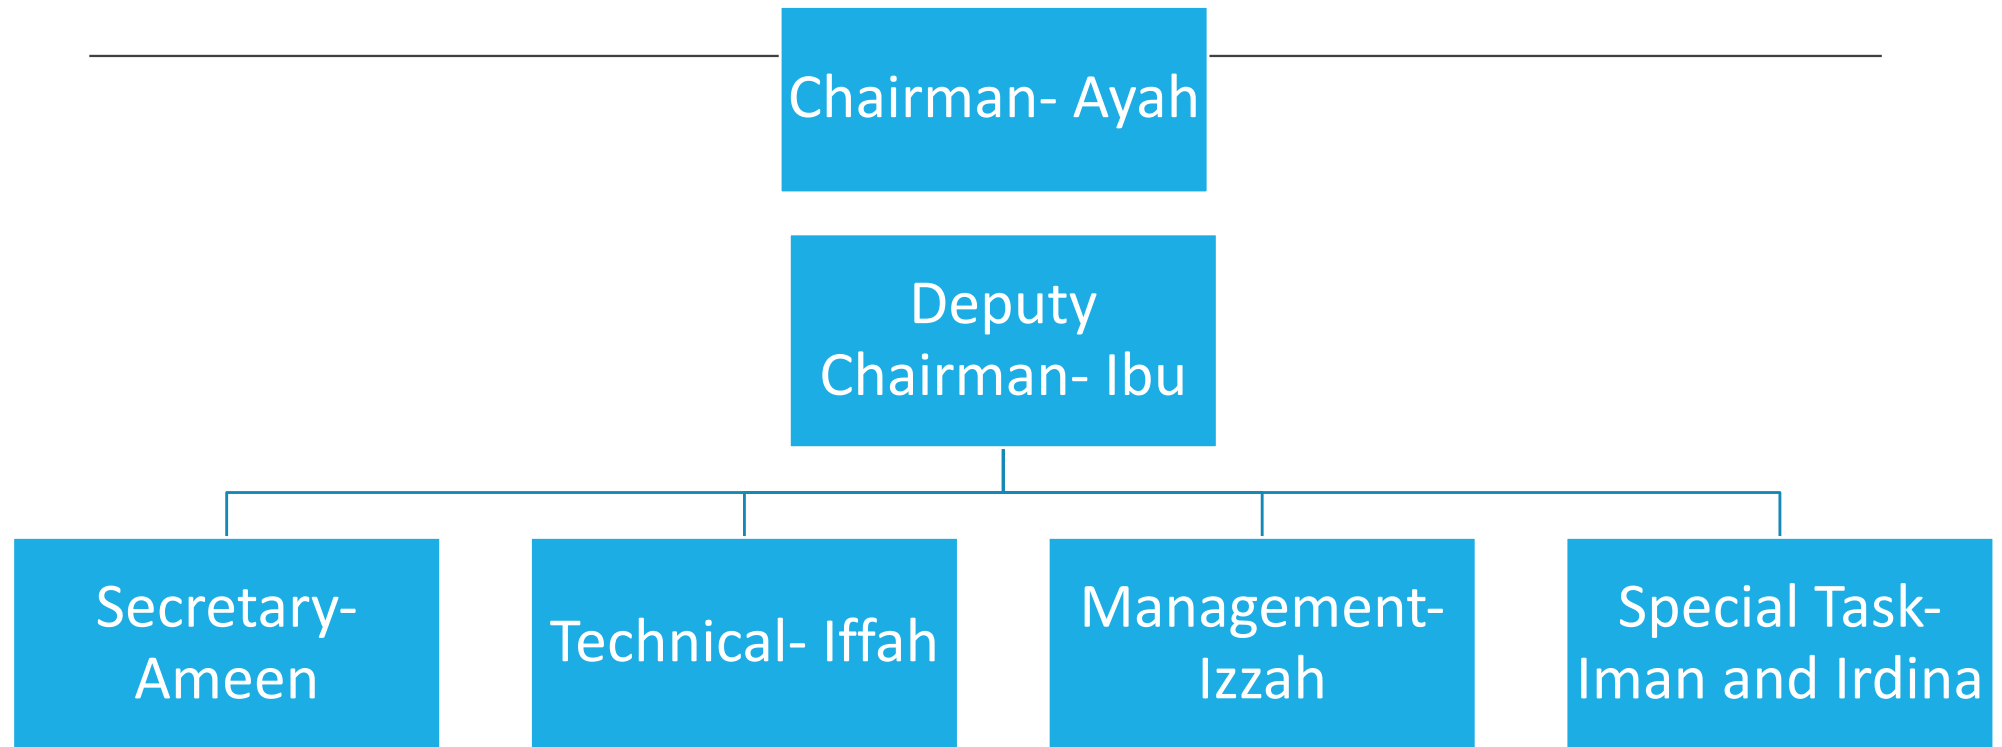 Chairman- Ayah
Deputy
Chairman- Ibu
Secretary-
Ameen
Technical- Iffah
Management-
Izzah
Special Task-
Iman and Irdina